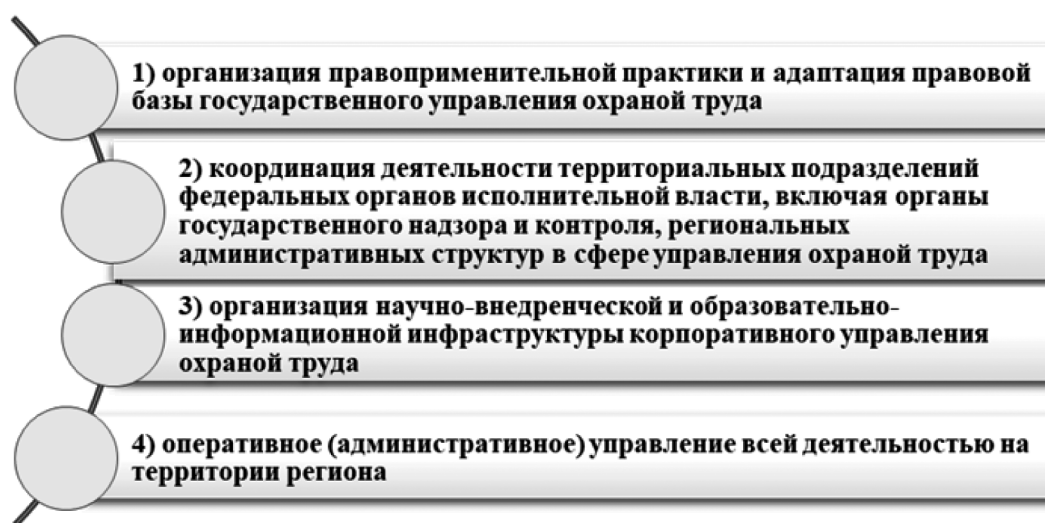 1) организация правоприменительной практики и адаптация правовой
базы государственного управления охраной труда
2) координация деятельности территориальных подразделений
федеральных органов исполнительной власти, включая органы
государственного надзора и контроля, региональных
административных структур в сфере управления охраной труда
3) организация научно-внедренческой и образовательно-
информационной инфраструктуры корпоративного управления
охраной труда
4) оперативное (административное) управление всей деятельностью на
территории региона